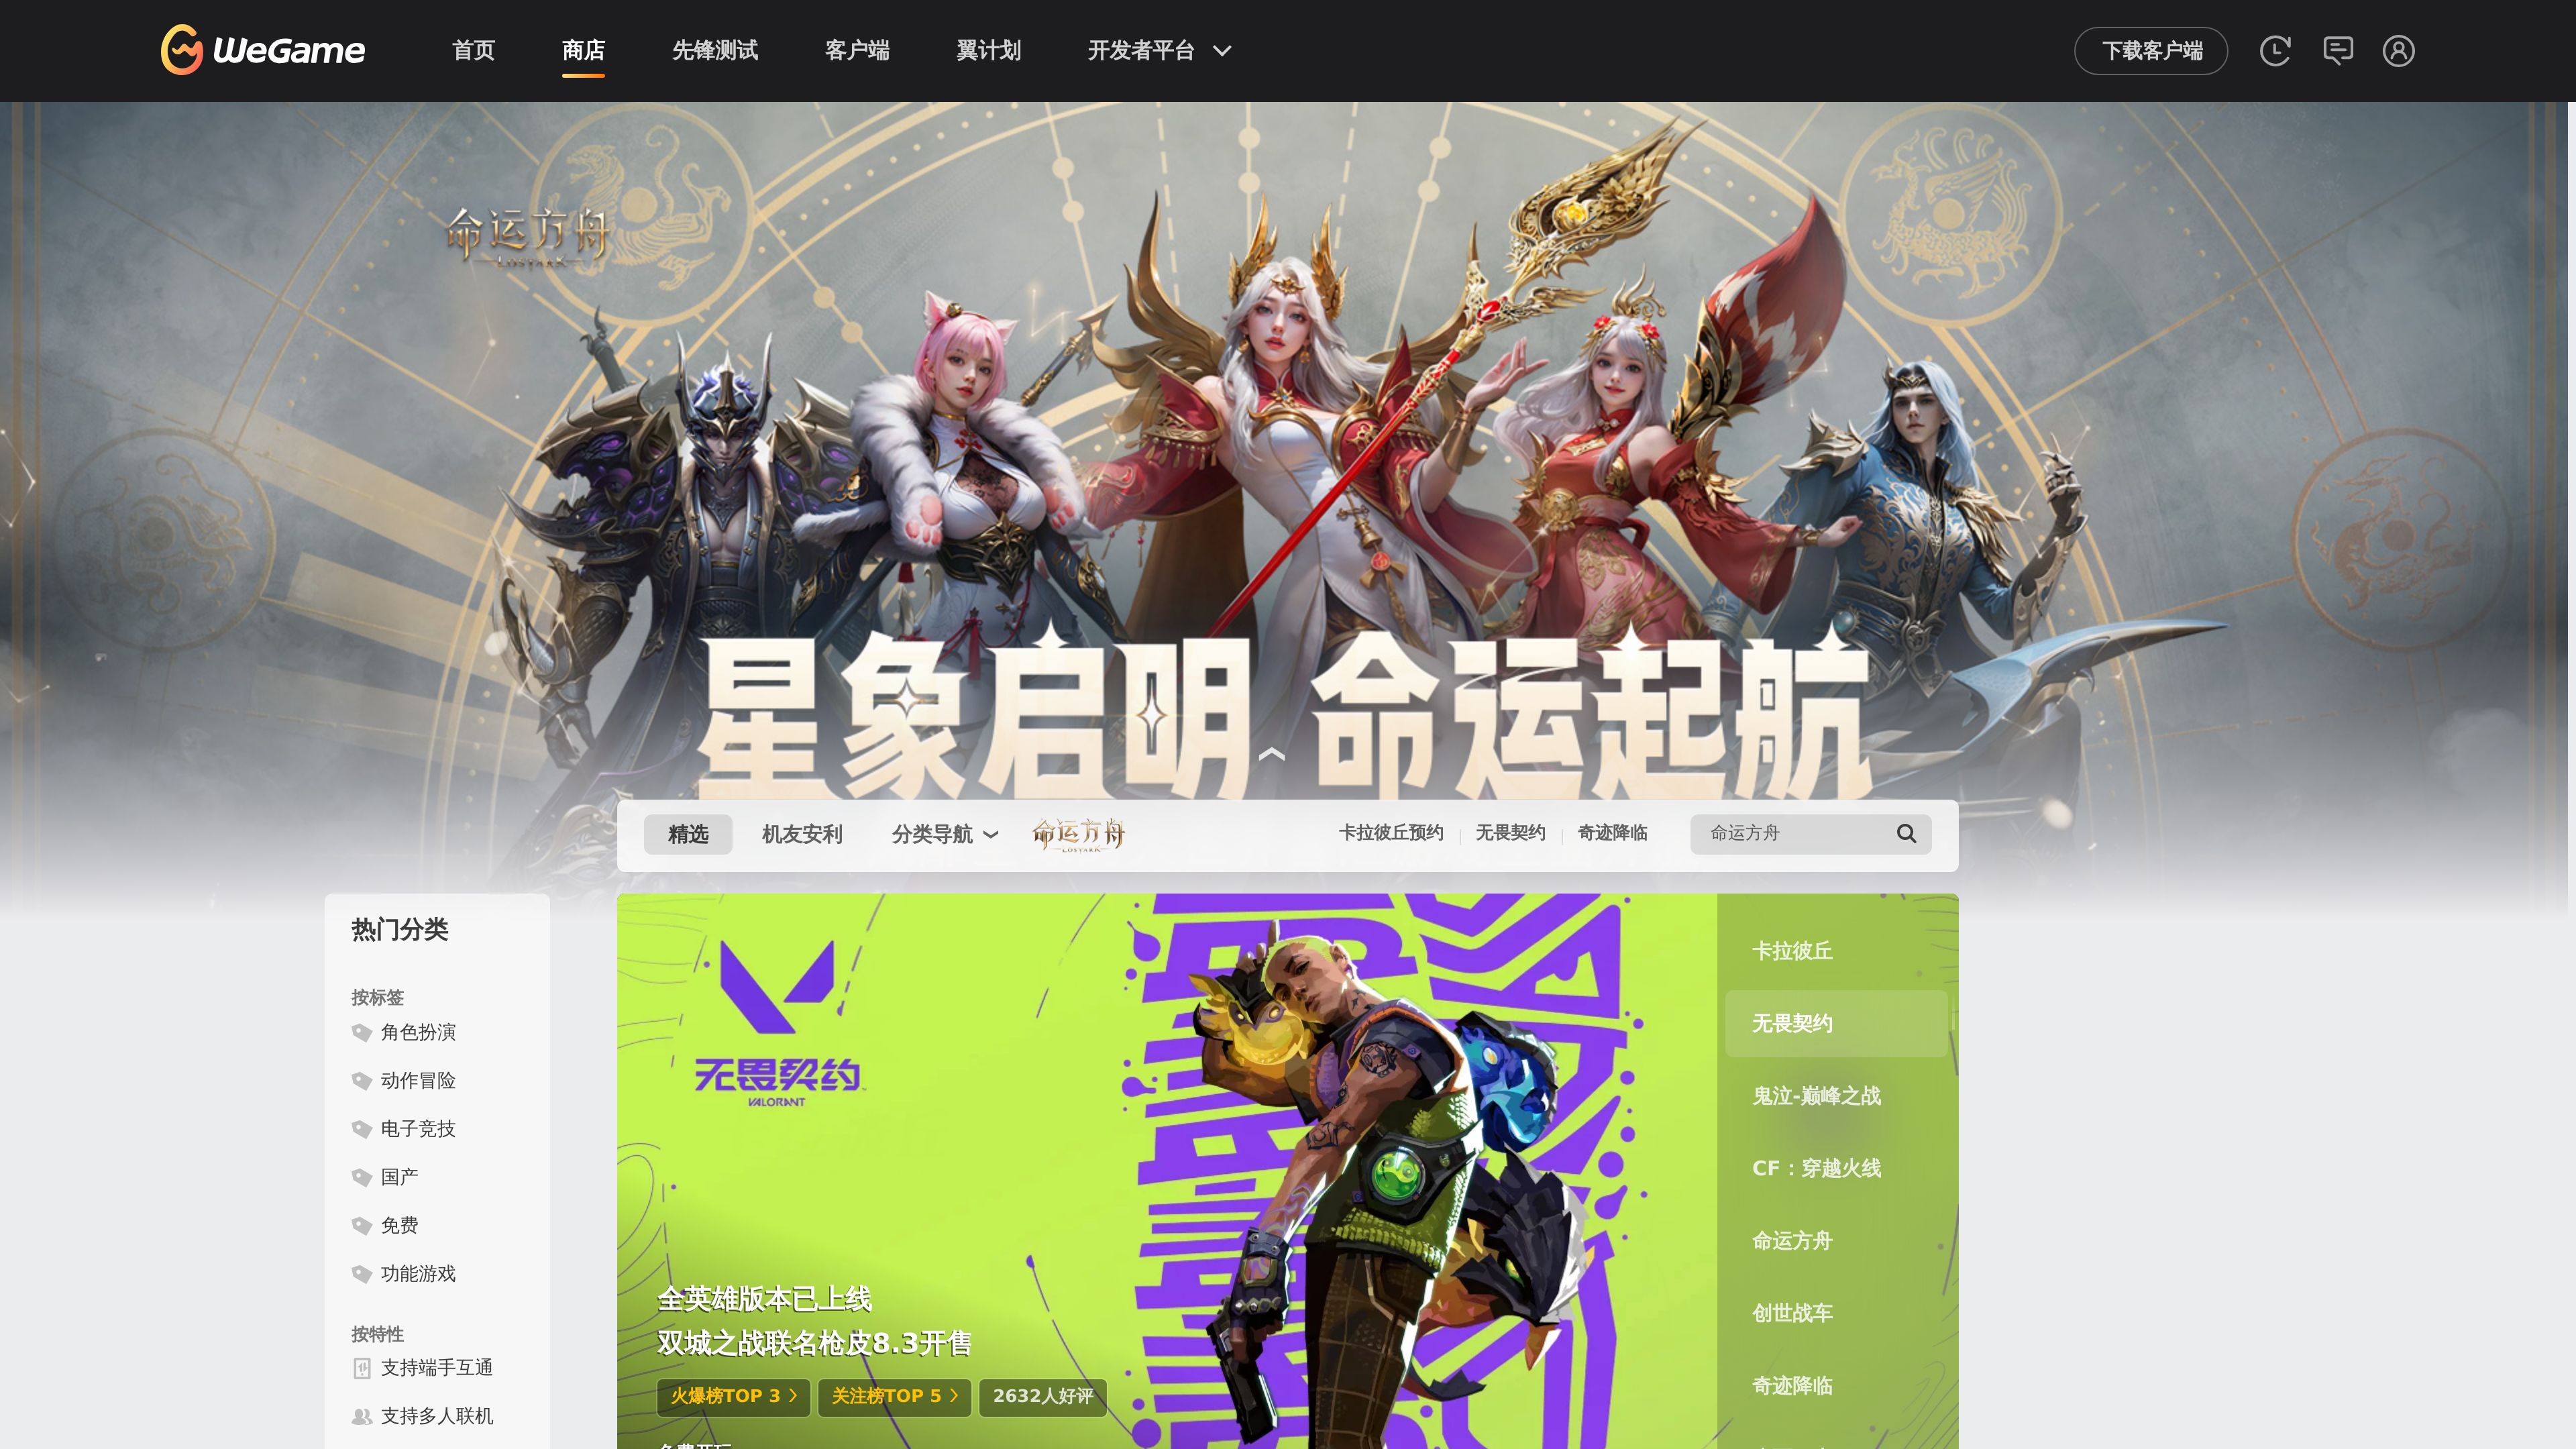 WeGame
首页
商店
先锋测试
客户端
翼计划
开发者平台
下载客户端
命运方舟
LOSTARK
星象启明 命运起航
精选
机友安利
分类导航
命运方舟
LOSTARK
卡拉彼丘预约
无畏契约
奇迹降临
命运方舟
热门分类
按标签
角色扮演
动作冒险
电子竞技
国产
免费
功能游戏
按特性
支持端手互通
支持多人联机
无畏契约
VALORANT
全英雄版本已上线
双城之战联名枪皮8.3开售
火爆榜TOP 3
关注榜TOP 5
2632人好评
卡拉彼丘
无畏契约
鬼泣-巅峰之战
CF：穿越火线
命运方舟
创世战车
奇迹降临